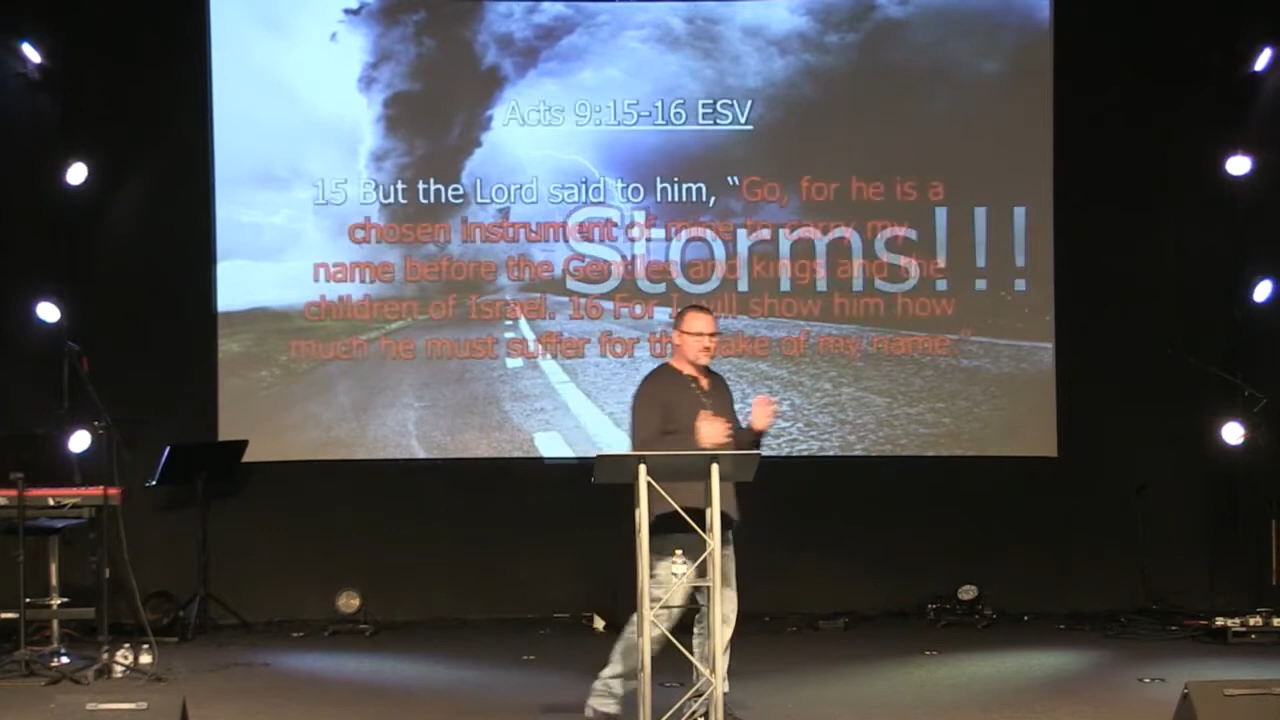 Acts 9:15-16 ESV
15 But the Lord said to him, “Go, for he is a
chosen instrument of mine to carry my
name before the Gentiles and kings and the
children of Israel. 16 For I will show him how
much he must suffer for the sake of my name.”
Storms!!!